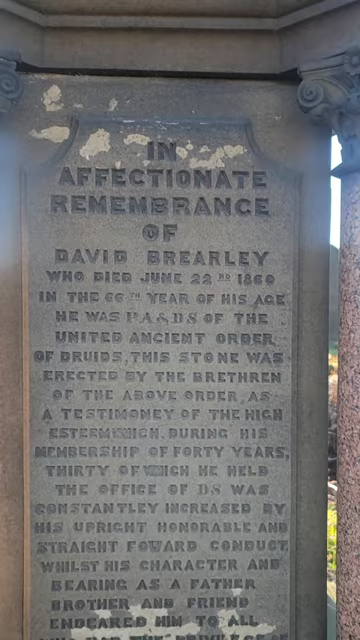 IN
AFFECTIONATE
REMEMBRANCE
OF
DAVID BREARLEY
WHO DIED JUNE 22ND 1860
IN THE 66TH YEAR OF HIS AGE
HE WAS P.A.&D.S OF THE
UNITED ANCIENT ORDER
OF DRUIDS, THIS STONE WAS
ERECTED BY THE BRETHREN
OF THE ABOVE ORDER, AS
A TESTIMONEY OF THE HIGH
ESTEEM WHICH, DURING HIS
MEMBERSHIP OF FORTY YEARS,
THIRTY OF WHICH HE HELD
THE OFFICE OF D.S WAS
CONSTANTLEY INCREASED BY
HIS UPRIGHT HONORABLE AND
STRAIGHT FOWARD CONDUCT,
WHILST HIS CHARACTER AND
BEARING AS A FATHER
BROTHER AND FRIEND
ENDEARED HIM TO ALL
WHO HAD THE